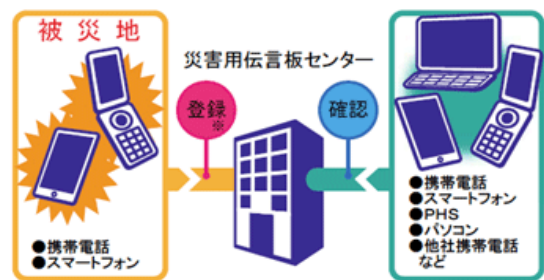 被災地
災害用伝言板センター
登録
※
確認
●携帯電話
●スマートフォン
●携帯電話
●スマートフォン
●PHS
●パソコン
●他社携帯電話
など